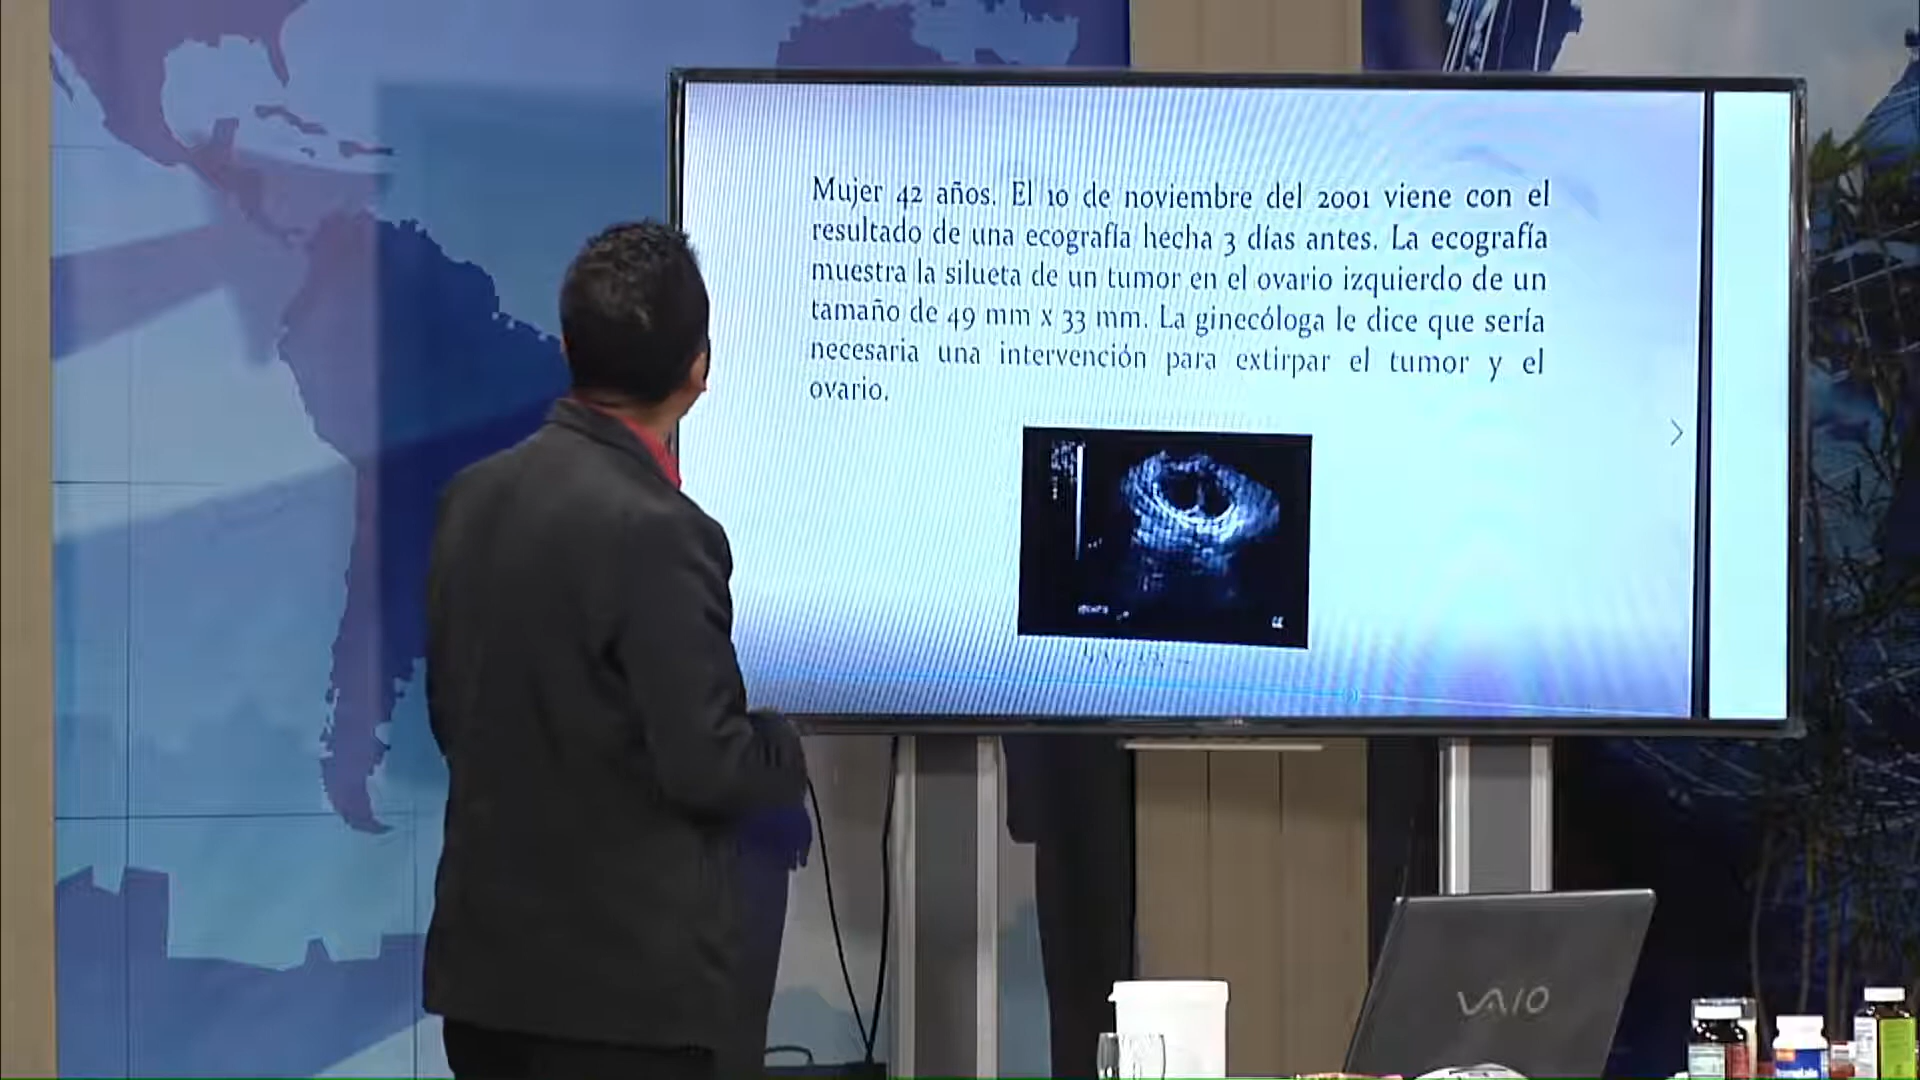 Mujer 42 años. El 10 de noviembre del 2001 viene con el
resultado de una ecografía hecha 3 días antes. La ecografía
muestra la silueta de un tumor en el ovario izquierdo de un
tamaño de 49 mm x 33 mm. La ginecóloga le dice que sería
necesaria una intervención para extirpar el tumor y el
ovario.
VAIO